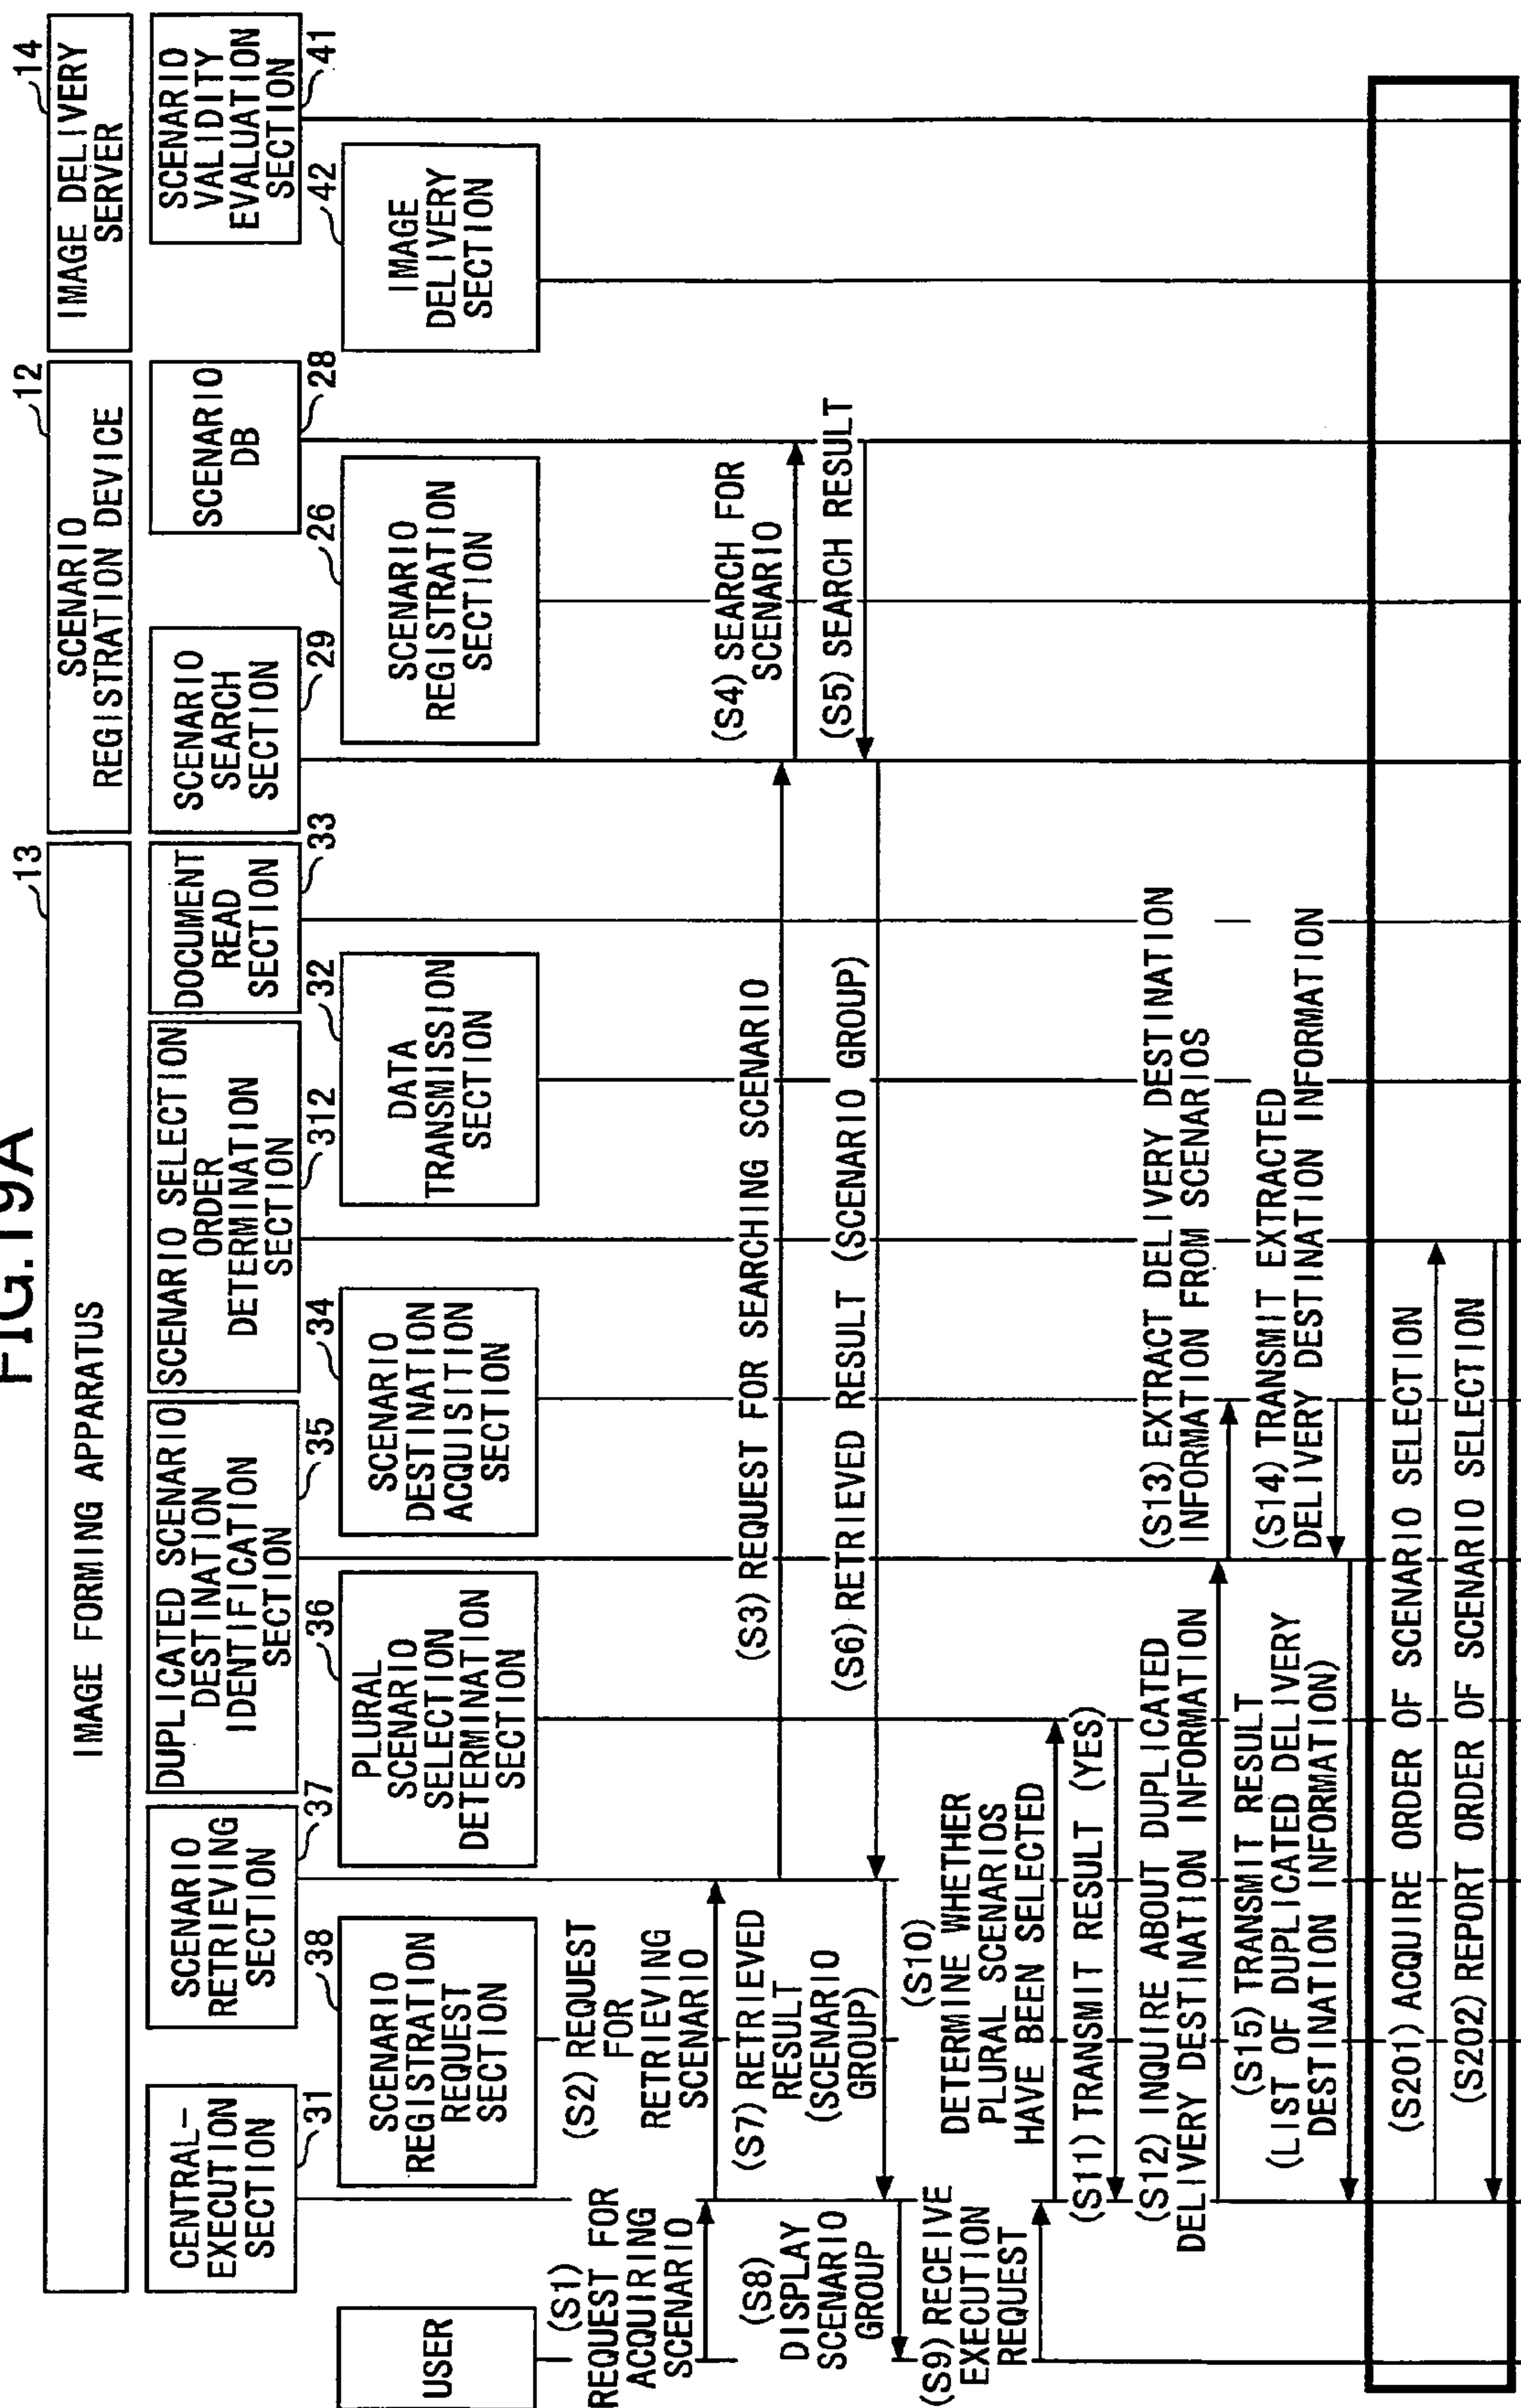 FIG.19A
13
IMAGE FORMING APPARATUS
12
SCENARIO
REGISTRATION DEVICE
14
IMAGE DELIVERY
SERVER
CENTRAL-
EXECUTION
SECTION
31
SCENARIO
RETRIEVING
SECTION
37
DUPLICATED SCENARIO
DESTINATION
IDENTIFICATION
SECTION
35
SCENARIO SELECTION
ORDER
DETERMINATION
SECTION
312
DOCUMENT
READ
SECTION
33
SCENARIO
SEARCH
SECTION
29
SCENARIO
DB
28
SCENARIO
VALIDITY
EVALUATION
SECTION
41
USER
SCENARIO
REGISTRATION
REQUEST
SECTION
38
PLURAL
SCENARIO
SELECTION
DETERMINATION
SECTION
36
SCENARIO
DESTINATION
ACQUISITION
SECTION
34
DATA
TRANSMISSION
SECTION
32
SCENARIO
REGISTRATION
SECTION
26
IMAGE
DELIVERY
SECTION
42
(S1)
REQUEST FOR
ACQUIRING
SCENARIO
(S2) REQUEST
FOR
RETRIEVING
SCENARIO
(S3) REQUEST FOR SEARCHING SCENARIO
(S4) SEARCH FOR
SCENARIO
(S5) SEARCH RESULT
(S6) RETRIEVED RESULT (SCENARIO GROUP)
(S7) RETRIEVED
RESULT
(SCENARIO
GROUP)
(S8)
DISPLAY
SCENARIO
GROUP
(S9) RECEIVE
EXECUTION
REQUEST
(S10)
DETERMINE WHETHER
PLURAL SCENARIOS
HAVE BEEN SELECTED
(S11) TRANSMIT RESULT (YES)
(S12) INQUIRE ABOUT DUPLICATED
DELIVERY DESTINATION INFORMATION
(S13) EXTRACT DELIVERY DESTINATION
INFORMATION FROM SCENARIOS
(S14) TRANSMIT EXTRACTED
DELIVERY DESTINATION INFORMATION
(S15) TRANSMIT RESULT
(LIST OF DUPLICATED DELIVERY
DESTINATION INFORMATION)
(S201) ACQUIRE ORDER OF SCENARIO SELECTION
(S202) REPORT ORDER OF SCENARIO SELECTION